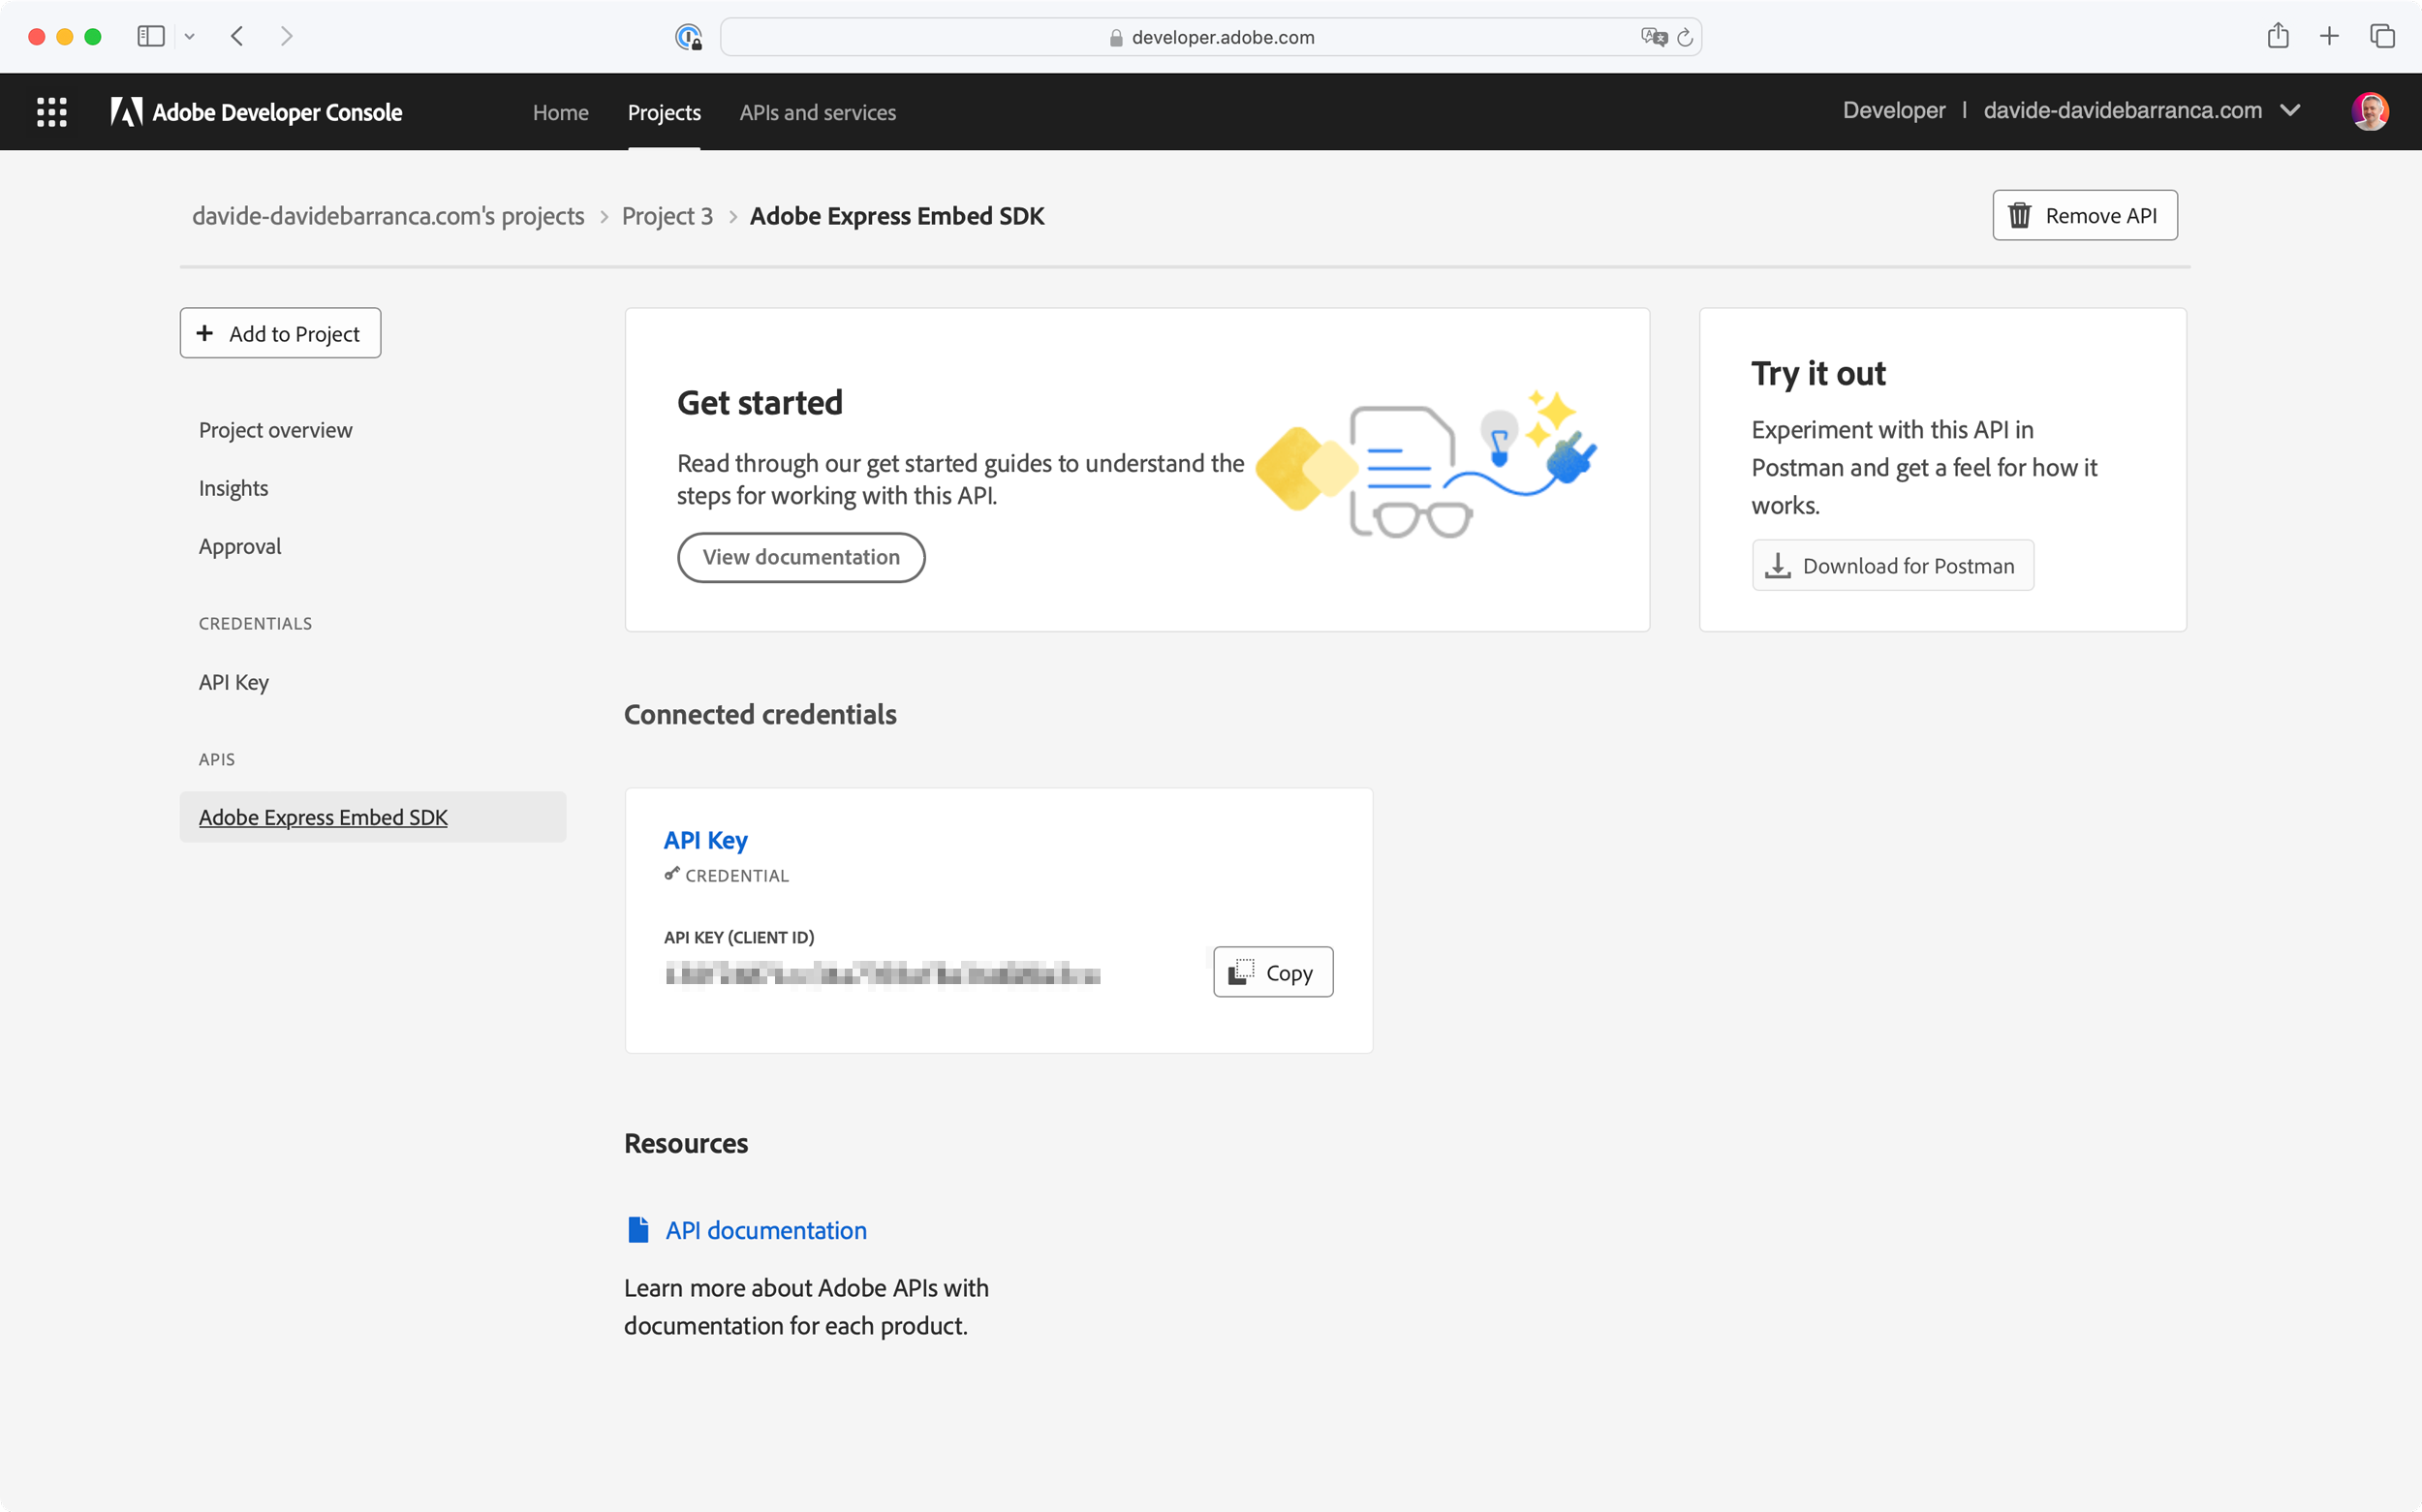 developer.adobe.com
Adobe Developer Console
Home
Projects
APIs and services
Developer | davide-davidebarranca.com
davide-davidebarranca.com's projects > Project 3 > Adobe Express Embed SDK
Remove API
+ Add to Project
Project overview
Insights
Approval
CREDENTIALS
API Key
APIS
Adobe Express Embed SDK
Get started
Read through our get started guides to understand the
steps for working with this API.
View documentation
Try it out
Experiment with this API in
Postman and get a feel for how it
works.
Download for Postman
Connected credentials
API Key
CREDENTIAL
API KEY (CLIENT ID)
Copy
Resources
API documentation
Learn more about Adobe APIs with
documentation for each product.